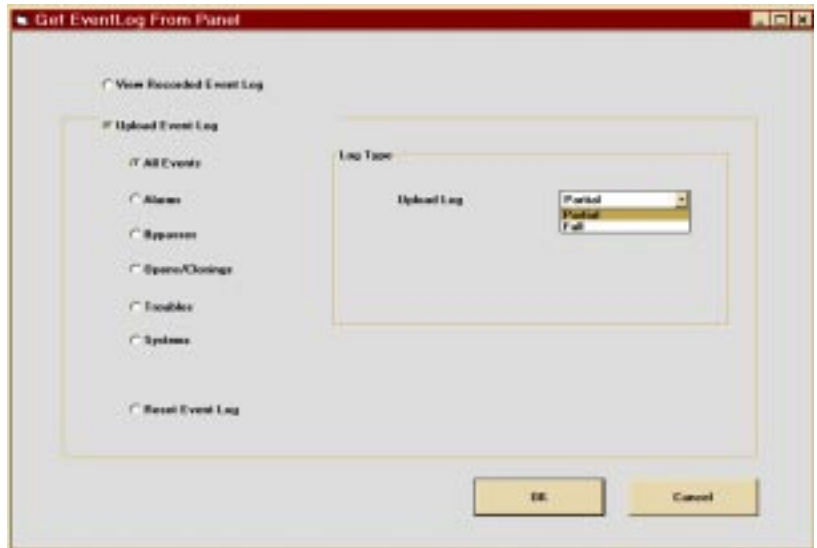 Get EventLog From Panel
View Recorded Event Log
Upload Event Log
All Events
Alarms
Bypasses
Opens/Closings
Troubles
Systems
Reset Event Log
Log Type
Upload Log
Partial
Partial
Full
OK
Cancel